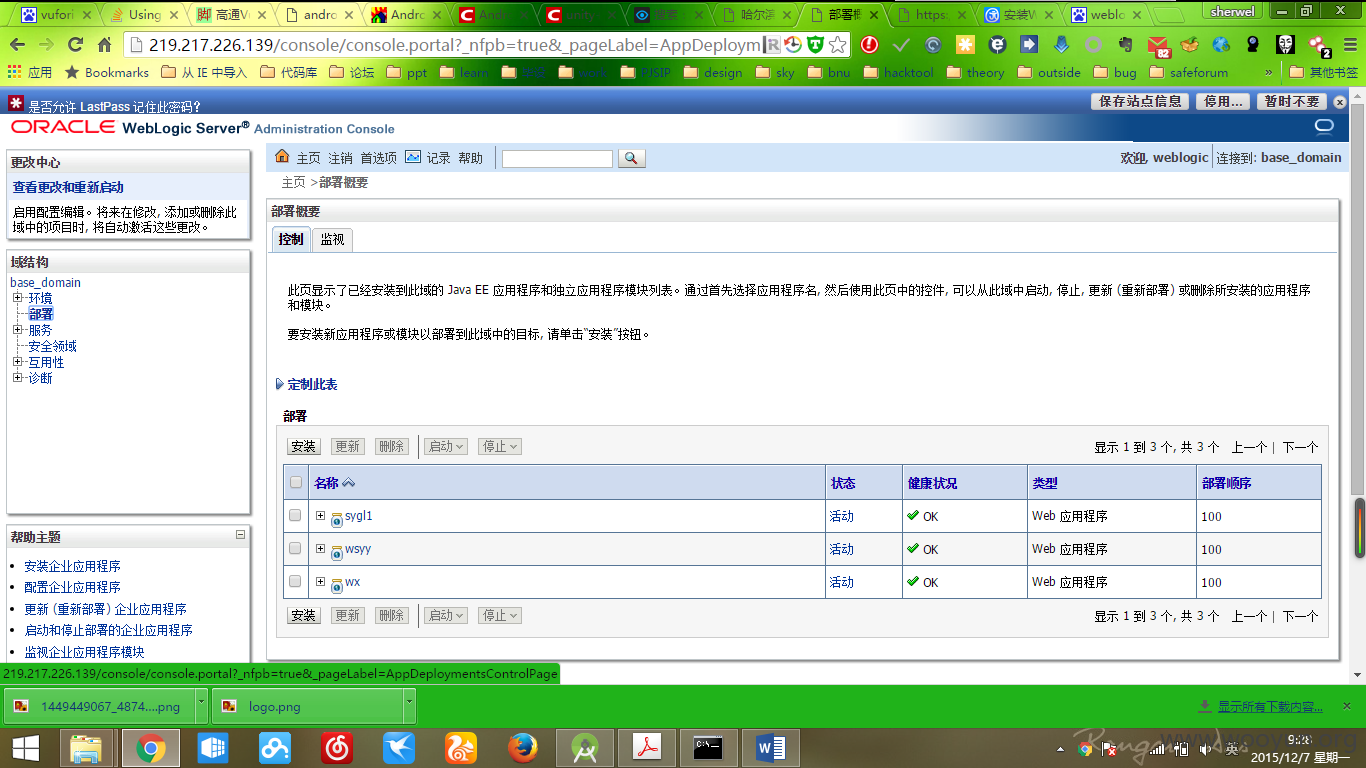 vufori
Using
高通Vi
andro
Andro
And
unity
搜索
哈尔滨
部署概
https:
安装W
weblo
sherwel
219.217.226.139/console/console.portal?_nfpb=true&_pageLabel=AppDeploym
82
2
应用
Bookmarks
从 IE 中导入
代码库
论坛
ppt
learn
work
PJSIP
design
sky
bnu
hacktool
theory
outside
bug
safeforum
»
其他书签
是否允许 LastPass 记住此密码?
保存站点信息
停用...
暂时不要
ORACLE WebLogic Server® Administration Console
更改中心
查看更改和重新启动
启用配置编辑。将来在修改, 添加或删除此
域中的项目时, 将自动激活这些更改。
域结构
base_domain
环境
部署
服务
安全领域
互用性
诊断
帮助主题
安装企业应用程序
配置企业应用程序
更新 (重新部署) 企业应用程序
启动和停止部署的企业应用程序
监视企业应用程序模块
主页 注销 首选项 记录 帮助
欢迎, weblogic
连接到: base_domain
主页 >部署概要
部署概要
控制
监视
此页显示了已经安装到此域的 Java EE 应用程序和独立应用程序模块列表。通过首先选择应用程序名, 然后使用此页中的控件, 可以从此域中启动, 停止, 更新 (重新部署) 或删除所安装的应用程序
和模块。
要安装新应用程序或模块以部署到此域中的目标, 请单击“安装”按钮。
定制此表
部署
安装 更新 删除 启动 停止
显示 1 到 3 个, 共 3 个 上一个 | 下一个
名称 状态 健康状况 类型 部署顺序
sygl1 活动 OK Web 应用程序 100
wsyy 活动 OK Web 应用程序 100
wx 活动 OK Web 应用程序 100
安装 更新 删除 启动 停止
显示 1 到 3 个, 共 3 个 上一个 | 下一个
219.217.226.139/console/console.portal?_nfpb=true&_pageLabel=AppDeploymentsControlPage
1449449067_4874....png
logo.png
显示所有下载内容...
英
9:28
2015/12/7 星期一